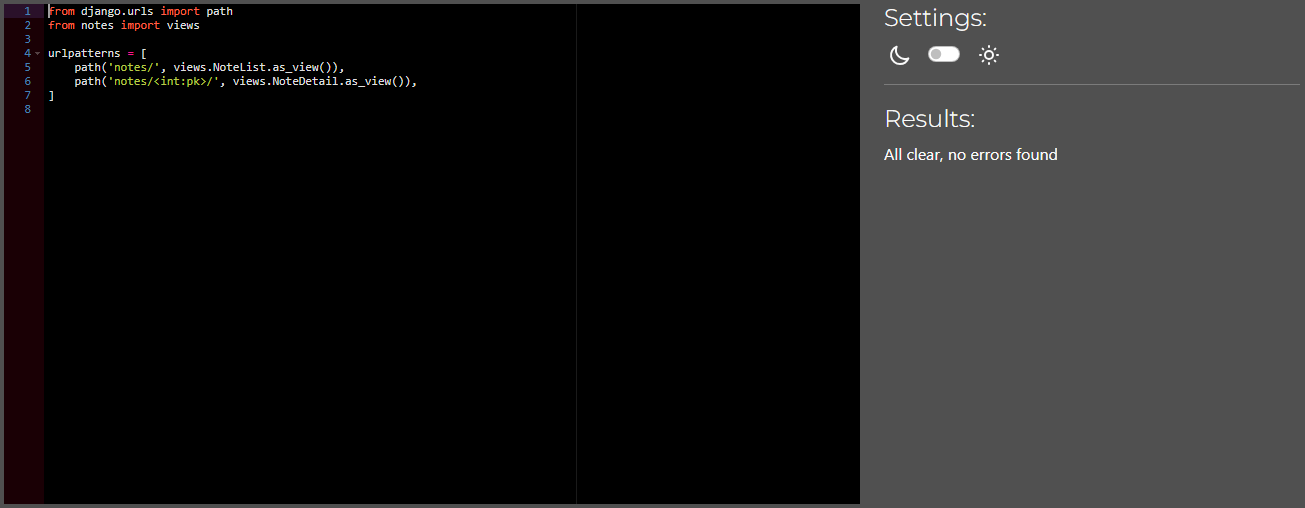 1 from django.urls import path
2 from notes import views
3
4 urlpatterns = [
5     path('notes/', views.NoteList.as_view()),
6     path('notes/<int:pk>/', views.NoteDetail.as_view()),
7 ]
8
Settings:
Results:
All clear, no errors found